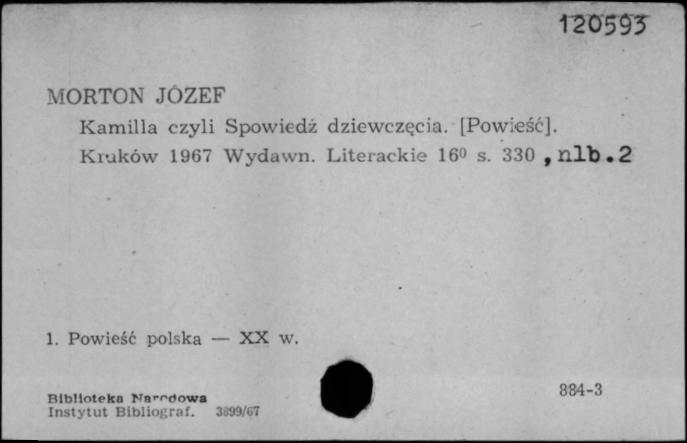 120593
MORTON JÓZEF
Kamilla czyli Spowiedź dziewczęcia. [Powieść].
Kraków 1967 Wydawn. Literackie 16⁰ s. 330 , nlb.2
1. Powieść polska — XX w.
884-3
Biblioteka Narodowa
Instytut Bibliograf. 3899/67